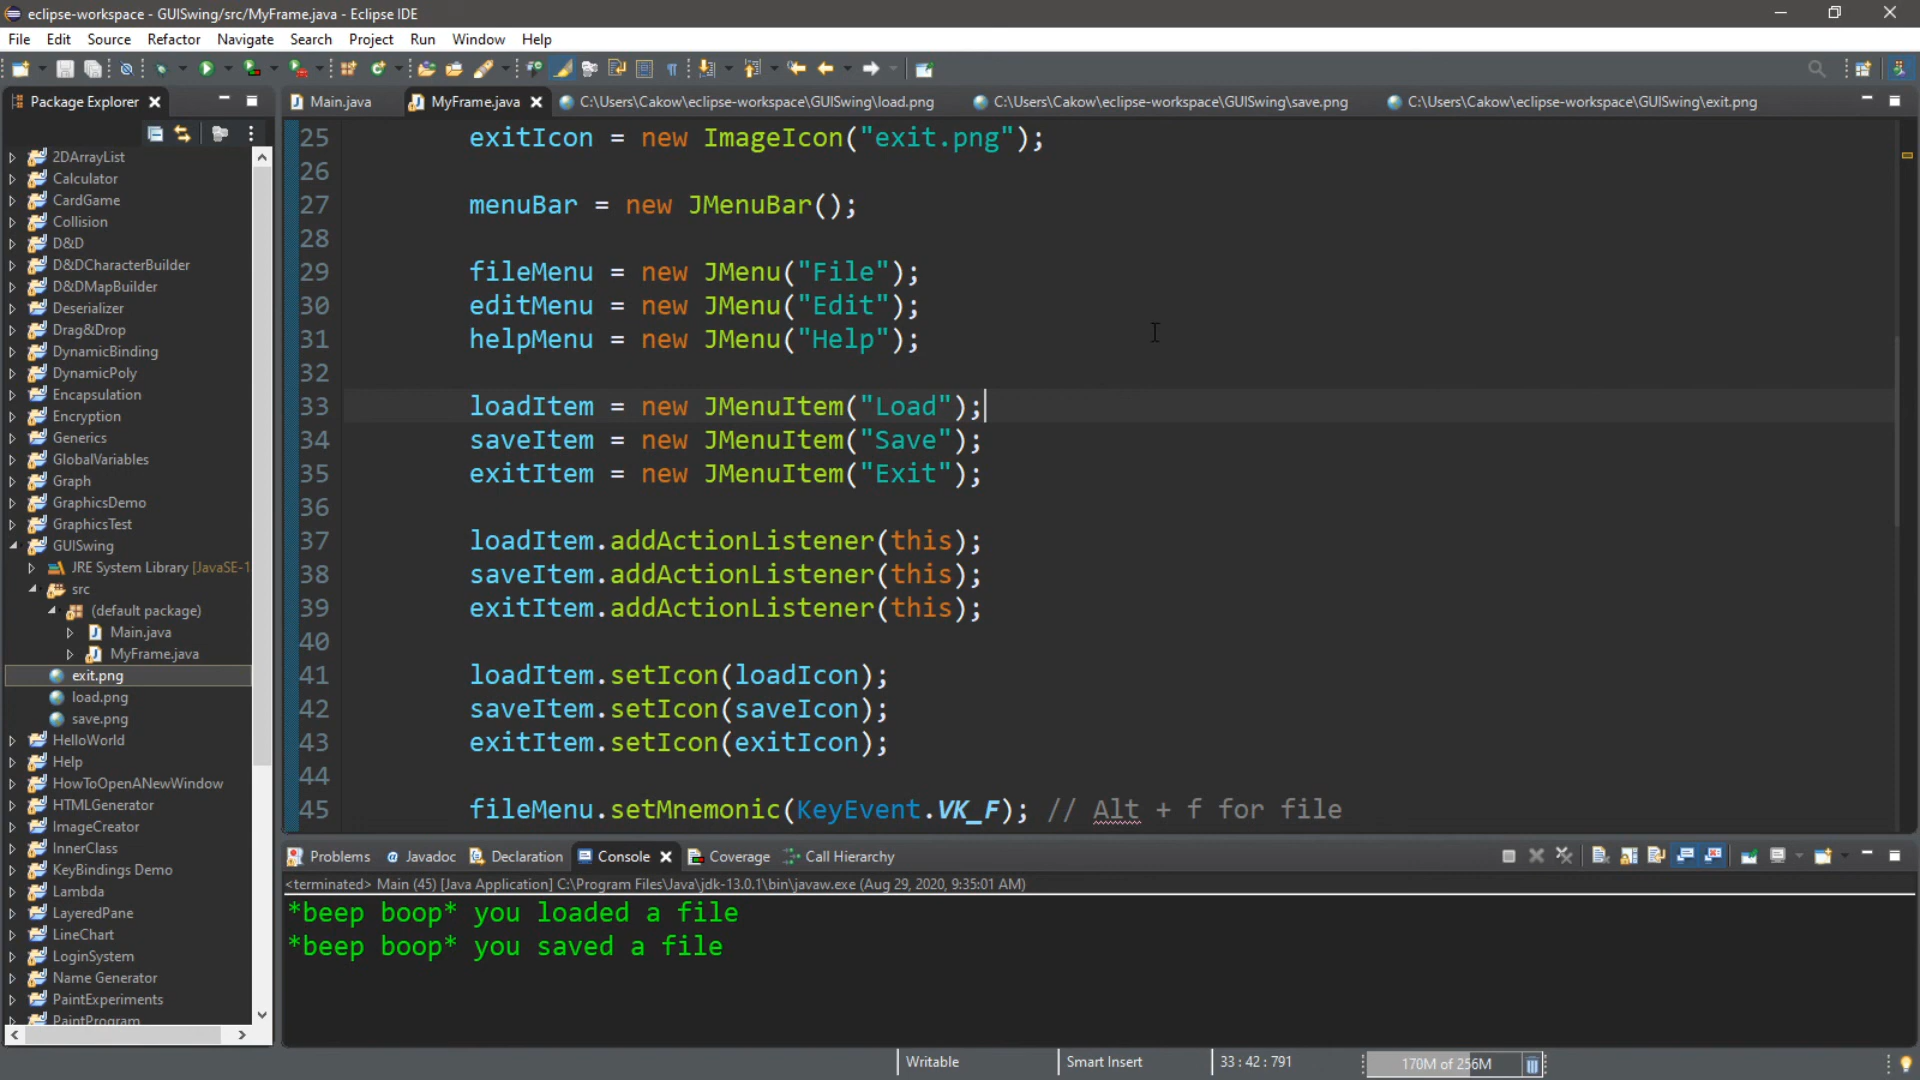 eclipse-workspace - GUISwing/src/MyFrame.java - Eclipse IDE
File Edit Source Refactor Navigate Search Project Run Window Help
Package Explorer
Main.java MyFrame.java C:\Users\Cakow\eclipse-workspace\GUISwing\load.png C:\Users\Cakow\eclipse-workspace\GUISwing\save.png C:\Users\Cakow\eclipse-workspace\GUISwing\exit.png
2DArrayList
Calculator
CardGame
Collision
D&D
D&DCharacterBuilder
D&DMapBuilder
Deserializer
Drag&Drop
DynamicBinding
DynamicPoly
Encapsulation
Encryption
Generics
GlobalVariables
Graph
GraphicsDemo
GraphicsTest
GUISwing
JRE System Library [JavaSE-1
src
(default package)
Main.java
MyFrame.java
exit.png
load.png
save.png
HelloWorld
Help
HowToOpenANewWindow
HTMLGenerator
ImageCreator
InnerClass
KeyBindings Demo
Lambda
LayeredPane
LineChart
LoginSystem
Name Generator
PaintExperiments
PaintProgram
25 exitIcon = new ImageIcon("exit.png");
26
27 menuBar = new JMenuBar();
28
29 fileMenu = new JMenu("File");
30 editMenu = new JMenu("Edit");
31 helpMenu = new JMenu("Help");
32
33 loadItem = new JMenuItem("Load");
34 saveItem = new JMenuItem("Save");
35 exitItem = new JMenuItem("Exit");
36
37 loadItem.addActionListener(this);
38 saveItem.addActionListener(this);
39 exitItem.addActionListener(this);
40
41 loadItem.setIcon(loadIcon);
42 saveItem.setIcon(saveIcon);
43 exitItem.setIcon(exitIcon);
44
45 fileMenu.setMnemonic(KeyEvent.VK_F); // Alt + f for file
Problems Javadoc Declaration Console Coverage Call Hierarchy
<terminated> Main (45) [Java Application] C:\Program Files\Java\jdk-13.0.1\bin\javaw.exe (Aug 29, 2020, 9:35:01 AM)
*beep boop* you loaded a file
*beep boop* you saved a file
Writable Smart Insert 33 : 42 : 791 170M of 256M